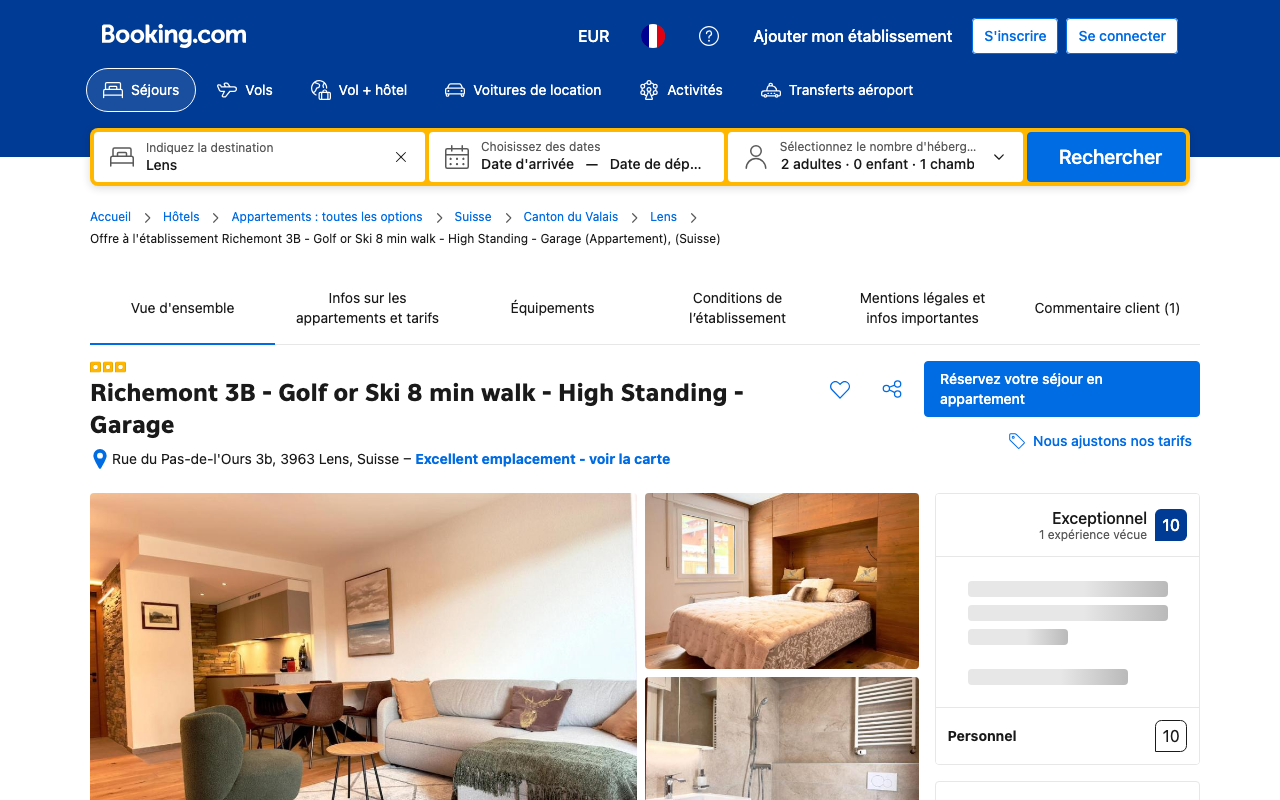 Booking.com
EUR
Ajouter mon établissement
S'inscrire
Se connecter
Séjours
Vols
Vol + hôtel
Voitures de location
Activités
Transferts aéroport
Indiquez la destination
Lens
Choisissez des dates
Date d'arrivée — Date de dép...
Sélectionnez le nombre d'héberg...
2 adultes · 0 enfant · 1 chamb
Rechercher
Accueil
Hôtels
Appartements : toutes les options
Suisse
Canton du Valais
Lens
Offre à l'établissement Richemont 3B - Golf or Ski 8 min walk - High Standing - Garage (Appartement), (Suisse)
Vue d'ensemble
Infos sur les
appartements et tarifs
Équipements
Conditions de
l'établissement
Mentions légales et
infos importantes
Commentaire client (1)
Richemont 3B - Golf or Ski 8 min walk - High Standing -
Garage
Réservez votre séjour en
appartement
Nous ajustons nos tarifs
Rue du Pas-de-l'Ours 3b, 3963 Lens, Suisse – Excellent emplacement - voir la carte
Exceptionnel
1 expérience vécue
10
Personnel
10